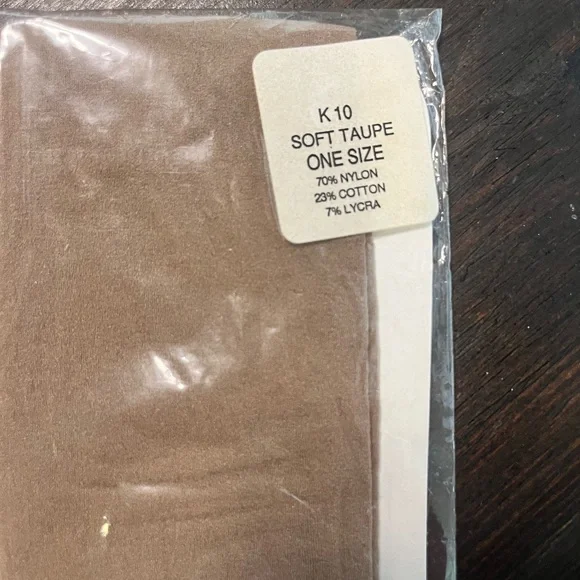 K 10
SOFT TAUPE
ONE SIZE
70% NYLON
23% COTTON
7% LYCRA